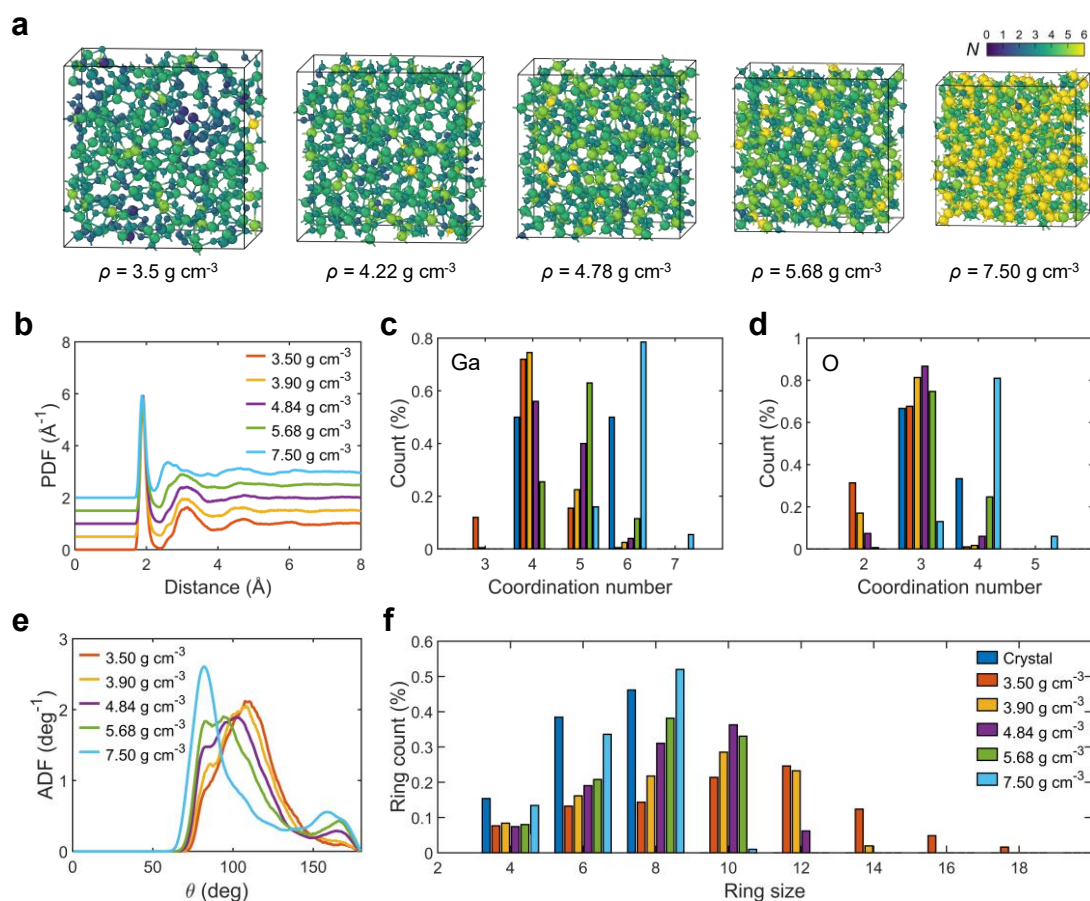 a
N
0 1 2 3 4 5 6
ρ = 3.5 g cm⁻³
ρ = 4.22 g cm⁻³
ρ = 4.78 g cm⁻³
ρ = 5.68 g cm⁻³
ρ = 7.50 g cm⁻³
b
PDF (Å⁻¹)
8
6
4
2
0
3.50 g cm⁻³
3.90 g cm⁻³
4.84 g cm⁻³
5.68 g cm⁻³
7.50 g cm⁻³
0 2 4 6 8
Distance (Å)
c
Ga
Count (%)
0.8
0.6
0.4
0.2
0
3 4 5 6 7
Coordination number
d
O
Count (%)
1
0.8
0.6
0.4
0.2
0
2 3 4 5
Coordination number
e
ADF (deg⁻¹)
3
2
1
0
3.50 g cm⁻³
3.90 g cm⁻³
4.84 g cm⁻³
5.68 g cm⁻³
7.50 g cm⁻³
0 50 100 150
θ (deg)
f
Ring count (%)
0.6
0.5
0.4
0.3
0.2
0.1
0
Crystal
3.50 g cm⁻³
3.90 g cm⁻³
4.84 g cm⁻³
5.68 g cm⁻³
7.50 g cm⁻³
2 4 6 8 10 12 14 16 18
Ring size